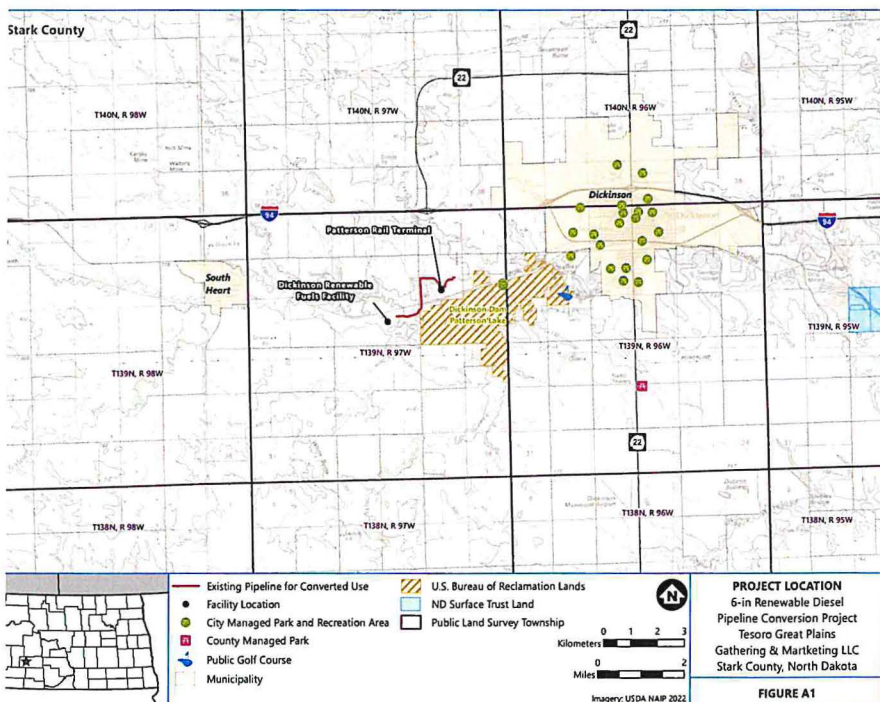 Stark County
22
22
T140N, R 98W
T140N, R 97W
T140N, R 96W
T140N, R 95W
Dickinson
94
94
Patterson Rail Terminal
South
Heart
Dickinson Renewable
Fuels Facility
Dickinson Dam
Patterson Lake
T139N, R 95W
T139N, R 98W
T139N, R 97W
T139N, R 96W
22
T138N, R 98W
T138N, R 97W
T138N, R 96W
T138N, R 95W
Existing Pipeline for Converted Use
Facility Location
City Managed Park and Recreation Area
County Managed Park
Public Golf Course
Municipality
U.S. Bureau of Reclamation Lands
ND Surface Trust Land
Public Land Survey Township
N
Kilometers
0 1 2 3
Miles
0 2
Imagery: USDA NAIP 2022
PROJECT LOCATION
6-in Renewable Diesel
Pipeline Conversion Project
Tesoro Great Plains
Gathering & Martketing LLC
Stark County, North Dakota
FIGURE A1